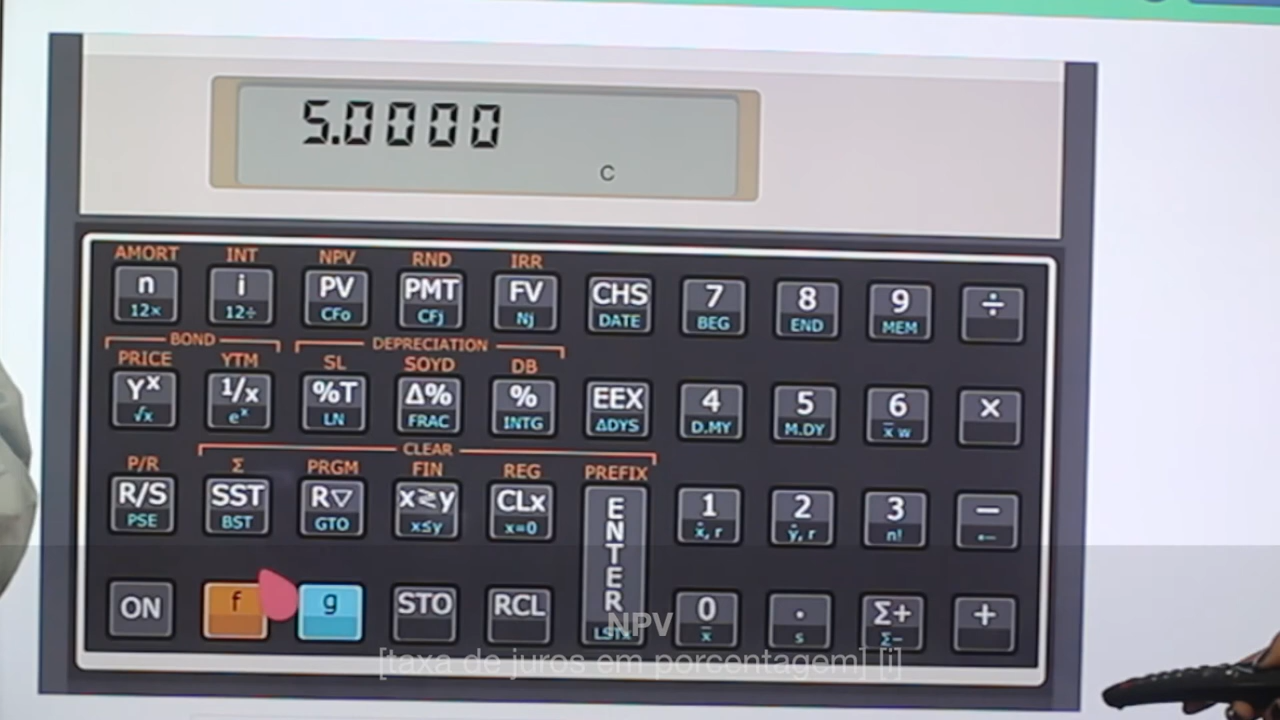 5.0000
C
AMORT INT NPV RND IRR
n i PV PMT FV CHS 7 8 9 ÷
12× 12÷ CFo CFj Nj DATE BEG END MEM
BOND DEPRECIATION
PRICE YTM SL SOYD DB
Yˣ 1/x %T Δ% % EEX 4 5 6 ×
√x eˣ LN FRAC INTG ΔDYS D.MY M.DY x̄ w
CLEAR
P/R Σ PRGM FIN REG PREFIX
R/S SST R▽ x≷y CLx ENTER 1 2 3 −
PSE BST GTO x≤y x=0 x̂, r ŷ, r n! ←
ON f g STO RCL 0 . Σ+ +
LSTx x̄ s Σ−
NPV
[taxa de juros em porcentagem] [i]